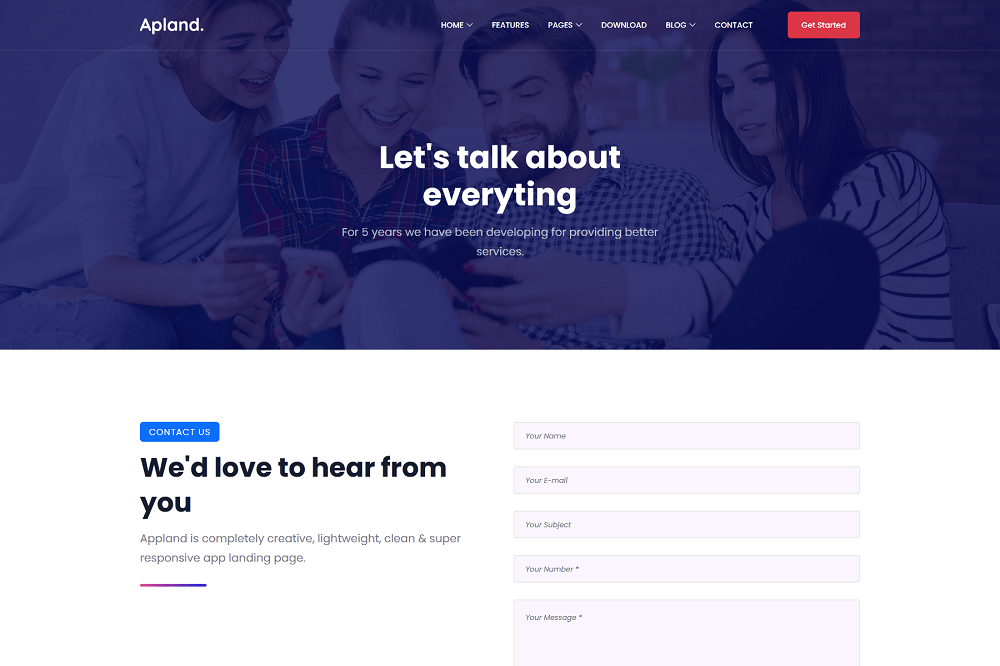 Apland.
HOME FEATURES PAGES DOWNLOAD BLOG CONTACT Get Started
Let's talk about
everyting
For 5 years we have been developing for providing better
services.
CONTACT US
We'd love to hear from
you
Appland is completely creative, lightweight, clean & super
responsive app landing page.
Your Name
Your E-mail
Your Subject
Your Number *
Your Message *